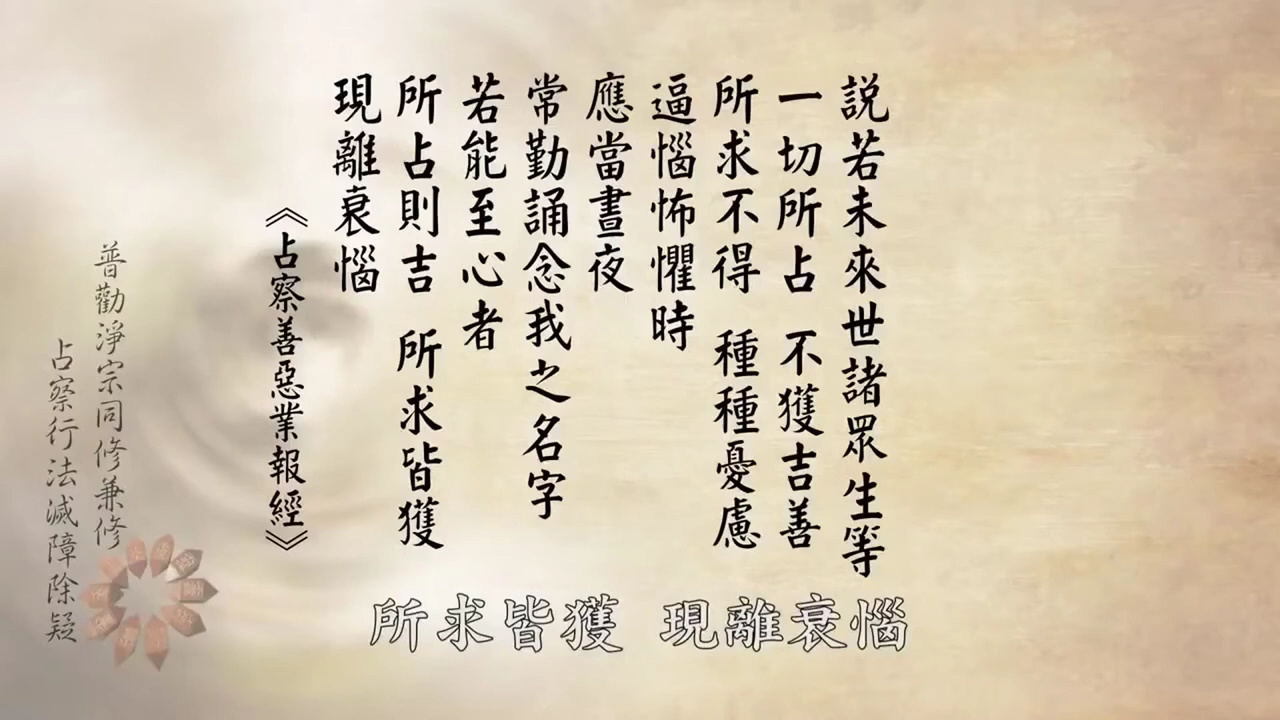 説若未來世諸眾生等
一切所占 不獲吉善
所求不得 種種憂慮
逼惱怖懼時
應當晝夜
常勤誦念我之名字
若能至心者
所占則吉 所求皆獲
現離衰惱
《占察善惡業報經》
普勸淨宗同修兼修
占察行法滅障除疑
所求皆獲 現離衰惱